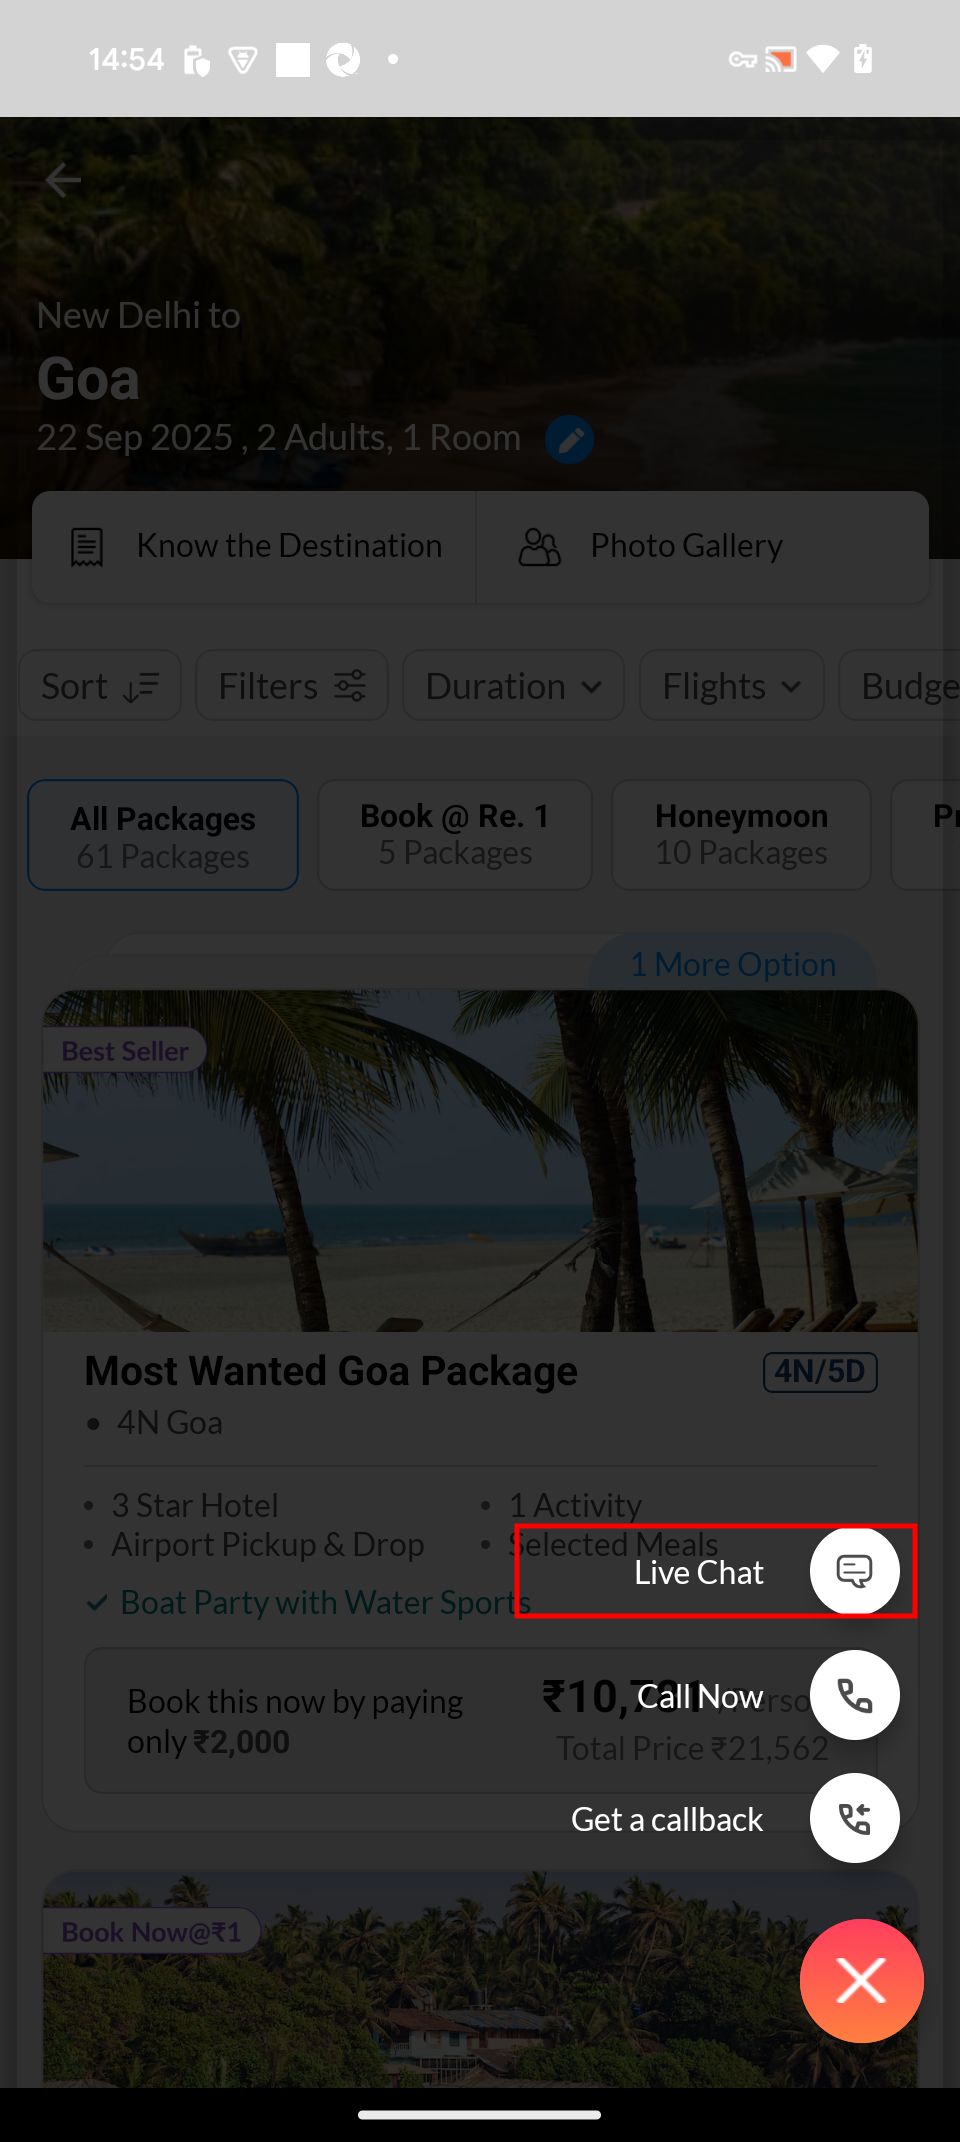 14:54
New Delhi to
Goa
22 Sep 2025 , 2 Adults, 1 Room
Know the Destination
Photo Gallery
Sort
Filters
Duration
Flights
Budge
All Packages
61 Packages
Book @ Re. 1
5 Packages
Honeymoon
10 Packages
Pr
1 More Option
Best Seller
Most Wanted Goa Package
4N/5D
• 4N Goa
• 3 Star Hotel
• 1 Activity
• Airport Pickup & Drop
• Selected Meals
Live Chat
Boat Party with Water Sports
Book this now by paying
only ₹2,000
₹10,781 /Perso
Call Now
Total Price ₹21,562
Get a callback
Book Now@₹1